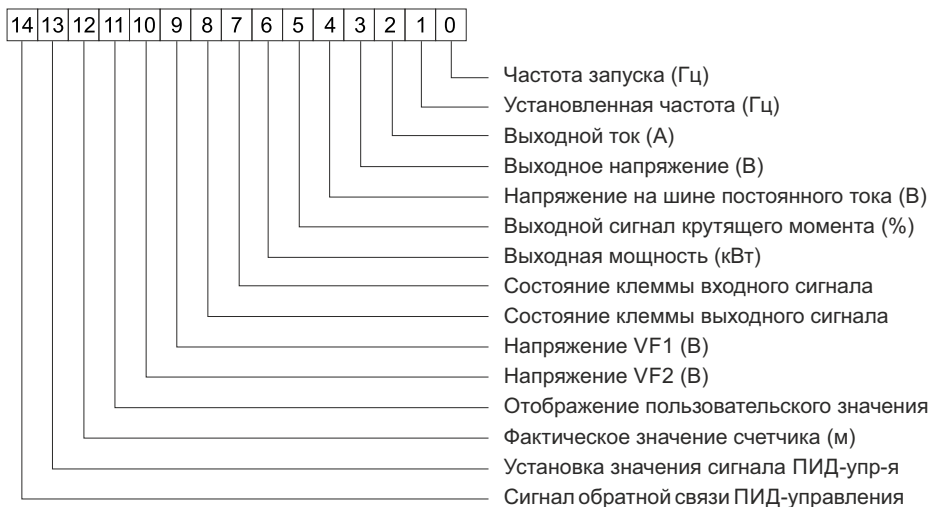 14 13 12 11 10 9 8 7 6 5 4 3 2 1 0
Частота запуска (Гц)
Установленная частота (Гц)
Выходной ток (А)
Выходное напряжение (В)
Напряжение на шине постоянного тока (В)
Выходной сигнал крутящего момента (%)
Выходная мощность (кВт)
Состояние клеммы входного сигнала
Состояние клеммы выходного сигнала
Напряжение VF1 (В)
Напряжение VF2 (В)
Отображение пользовательского значения
Фактическое значение счетчика (м)
Установка значения сигнала ПИД-упр-я
Сигнал обратной связи ПИД-управления